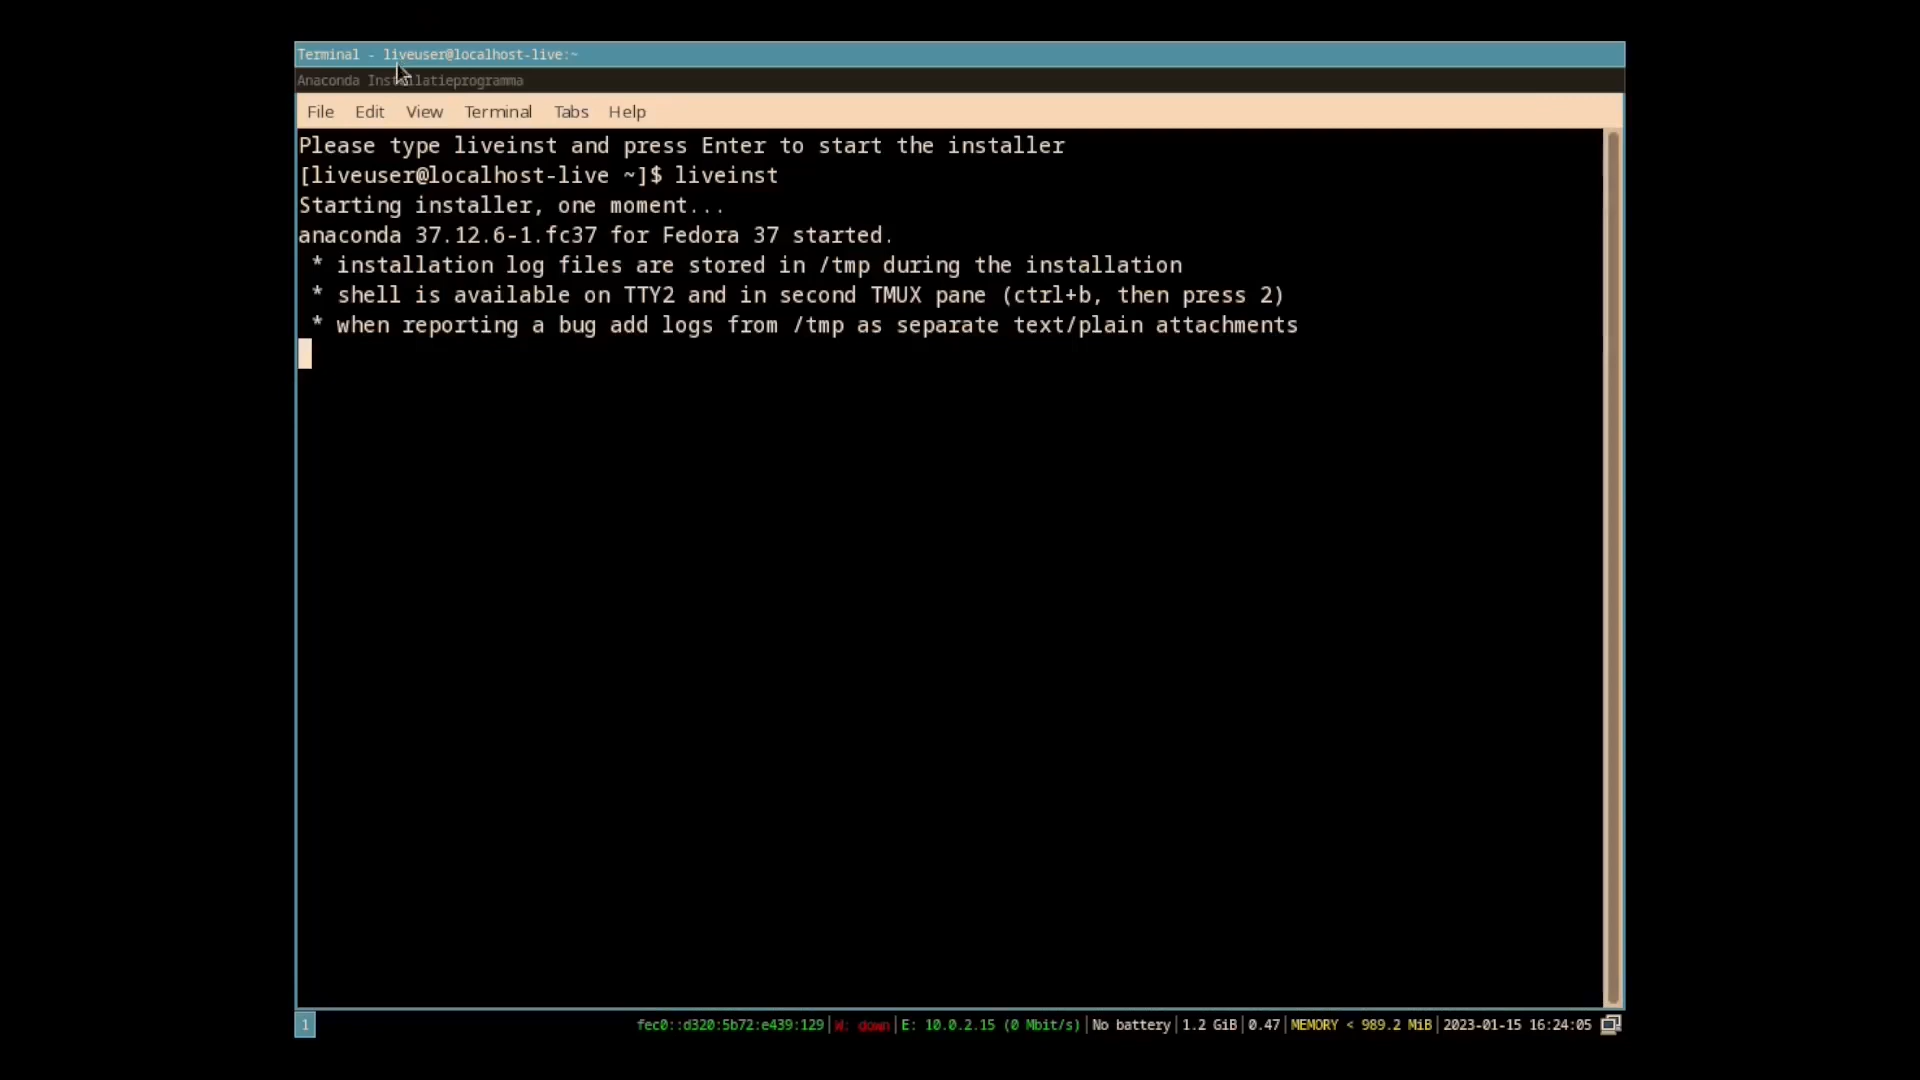 Terminal - liveuser@localhost-live:~
Anaconda Installatieprogramma
File Edit View Terminal Tabs Help
Please type liveinst and press Enter to start the installer
[liveuser@localhost-live ~]$ liveinst
Starting installer, one moment...
anaconda 37.12.6-1.fc37 for Fedora 37 started.
* installation log files are stored in /tmp during the installation
* shell is available on TTY2 and in second TMUX pane (ctrl+b, then press 2)
* when reporting a bug add logs from /tmp as separate text/plain attachments
1 fec0::d320:5b72:e439:129|W: down|E: 10.0.2.15 (0 Mbit/s)|No battery|1.2 GiB|0.47|MEMORY < 989.2 MiB|2023-01-15 16:24:05